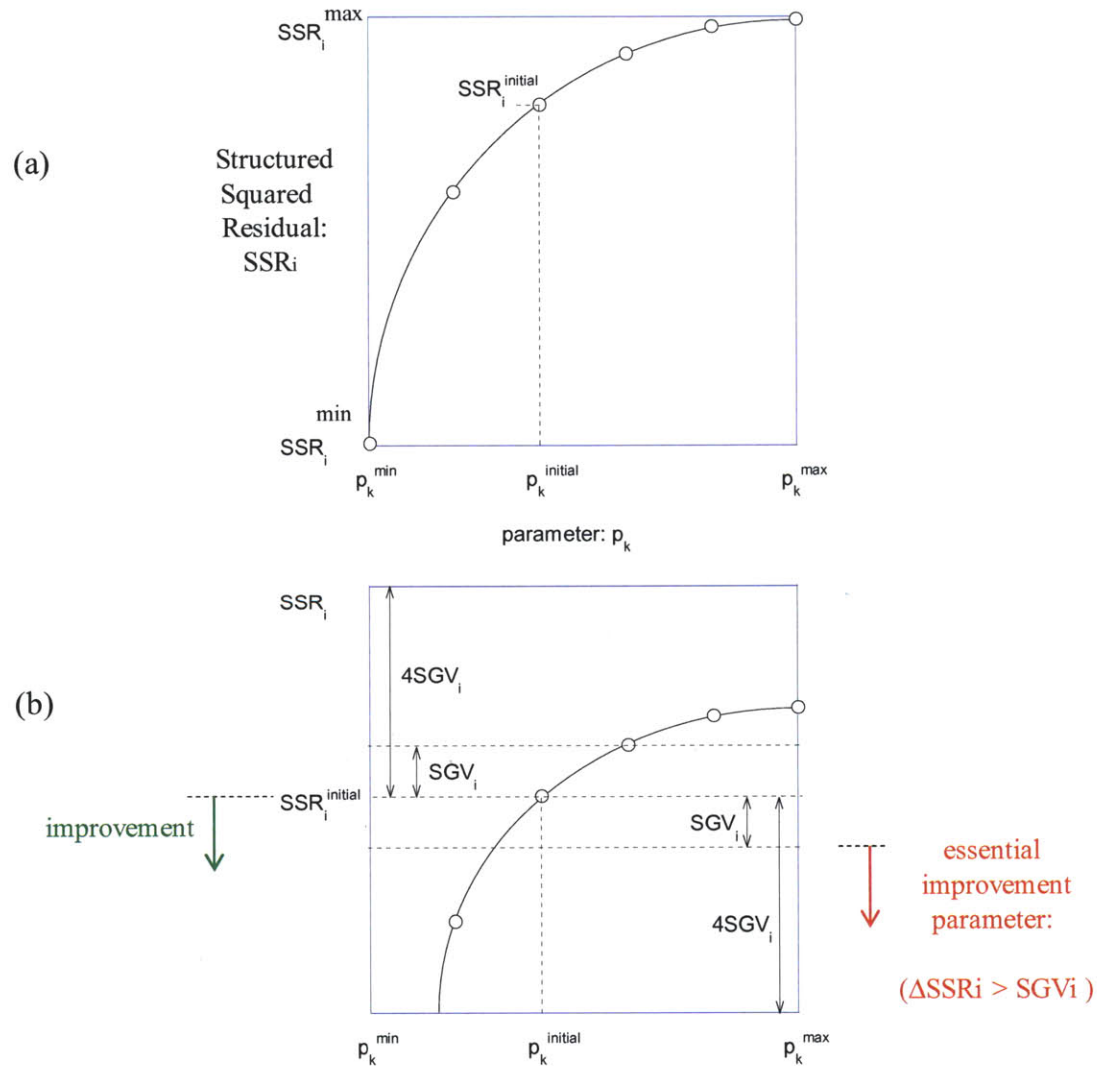 max
SSR_i
SSR_i^initial
(a)
Structured
Squared
Residual:
SSRi
min
SSR_i
p_k^min
p_k^initial
p_k^max
parameter: p_k
SSR_i
4SGV_i
(b)
SGV_i
SSR_i^initial
SGV_i
improvement
essential
improvement
parameter:
4SGV_i
(ΔSSRi > SGVi )
p_k^min
p_k^initial
p_k^max